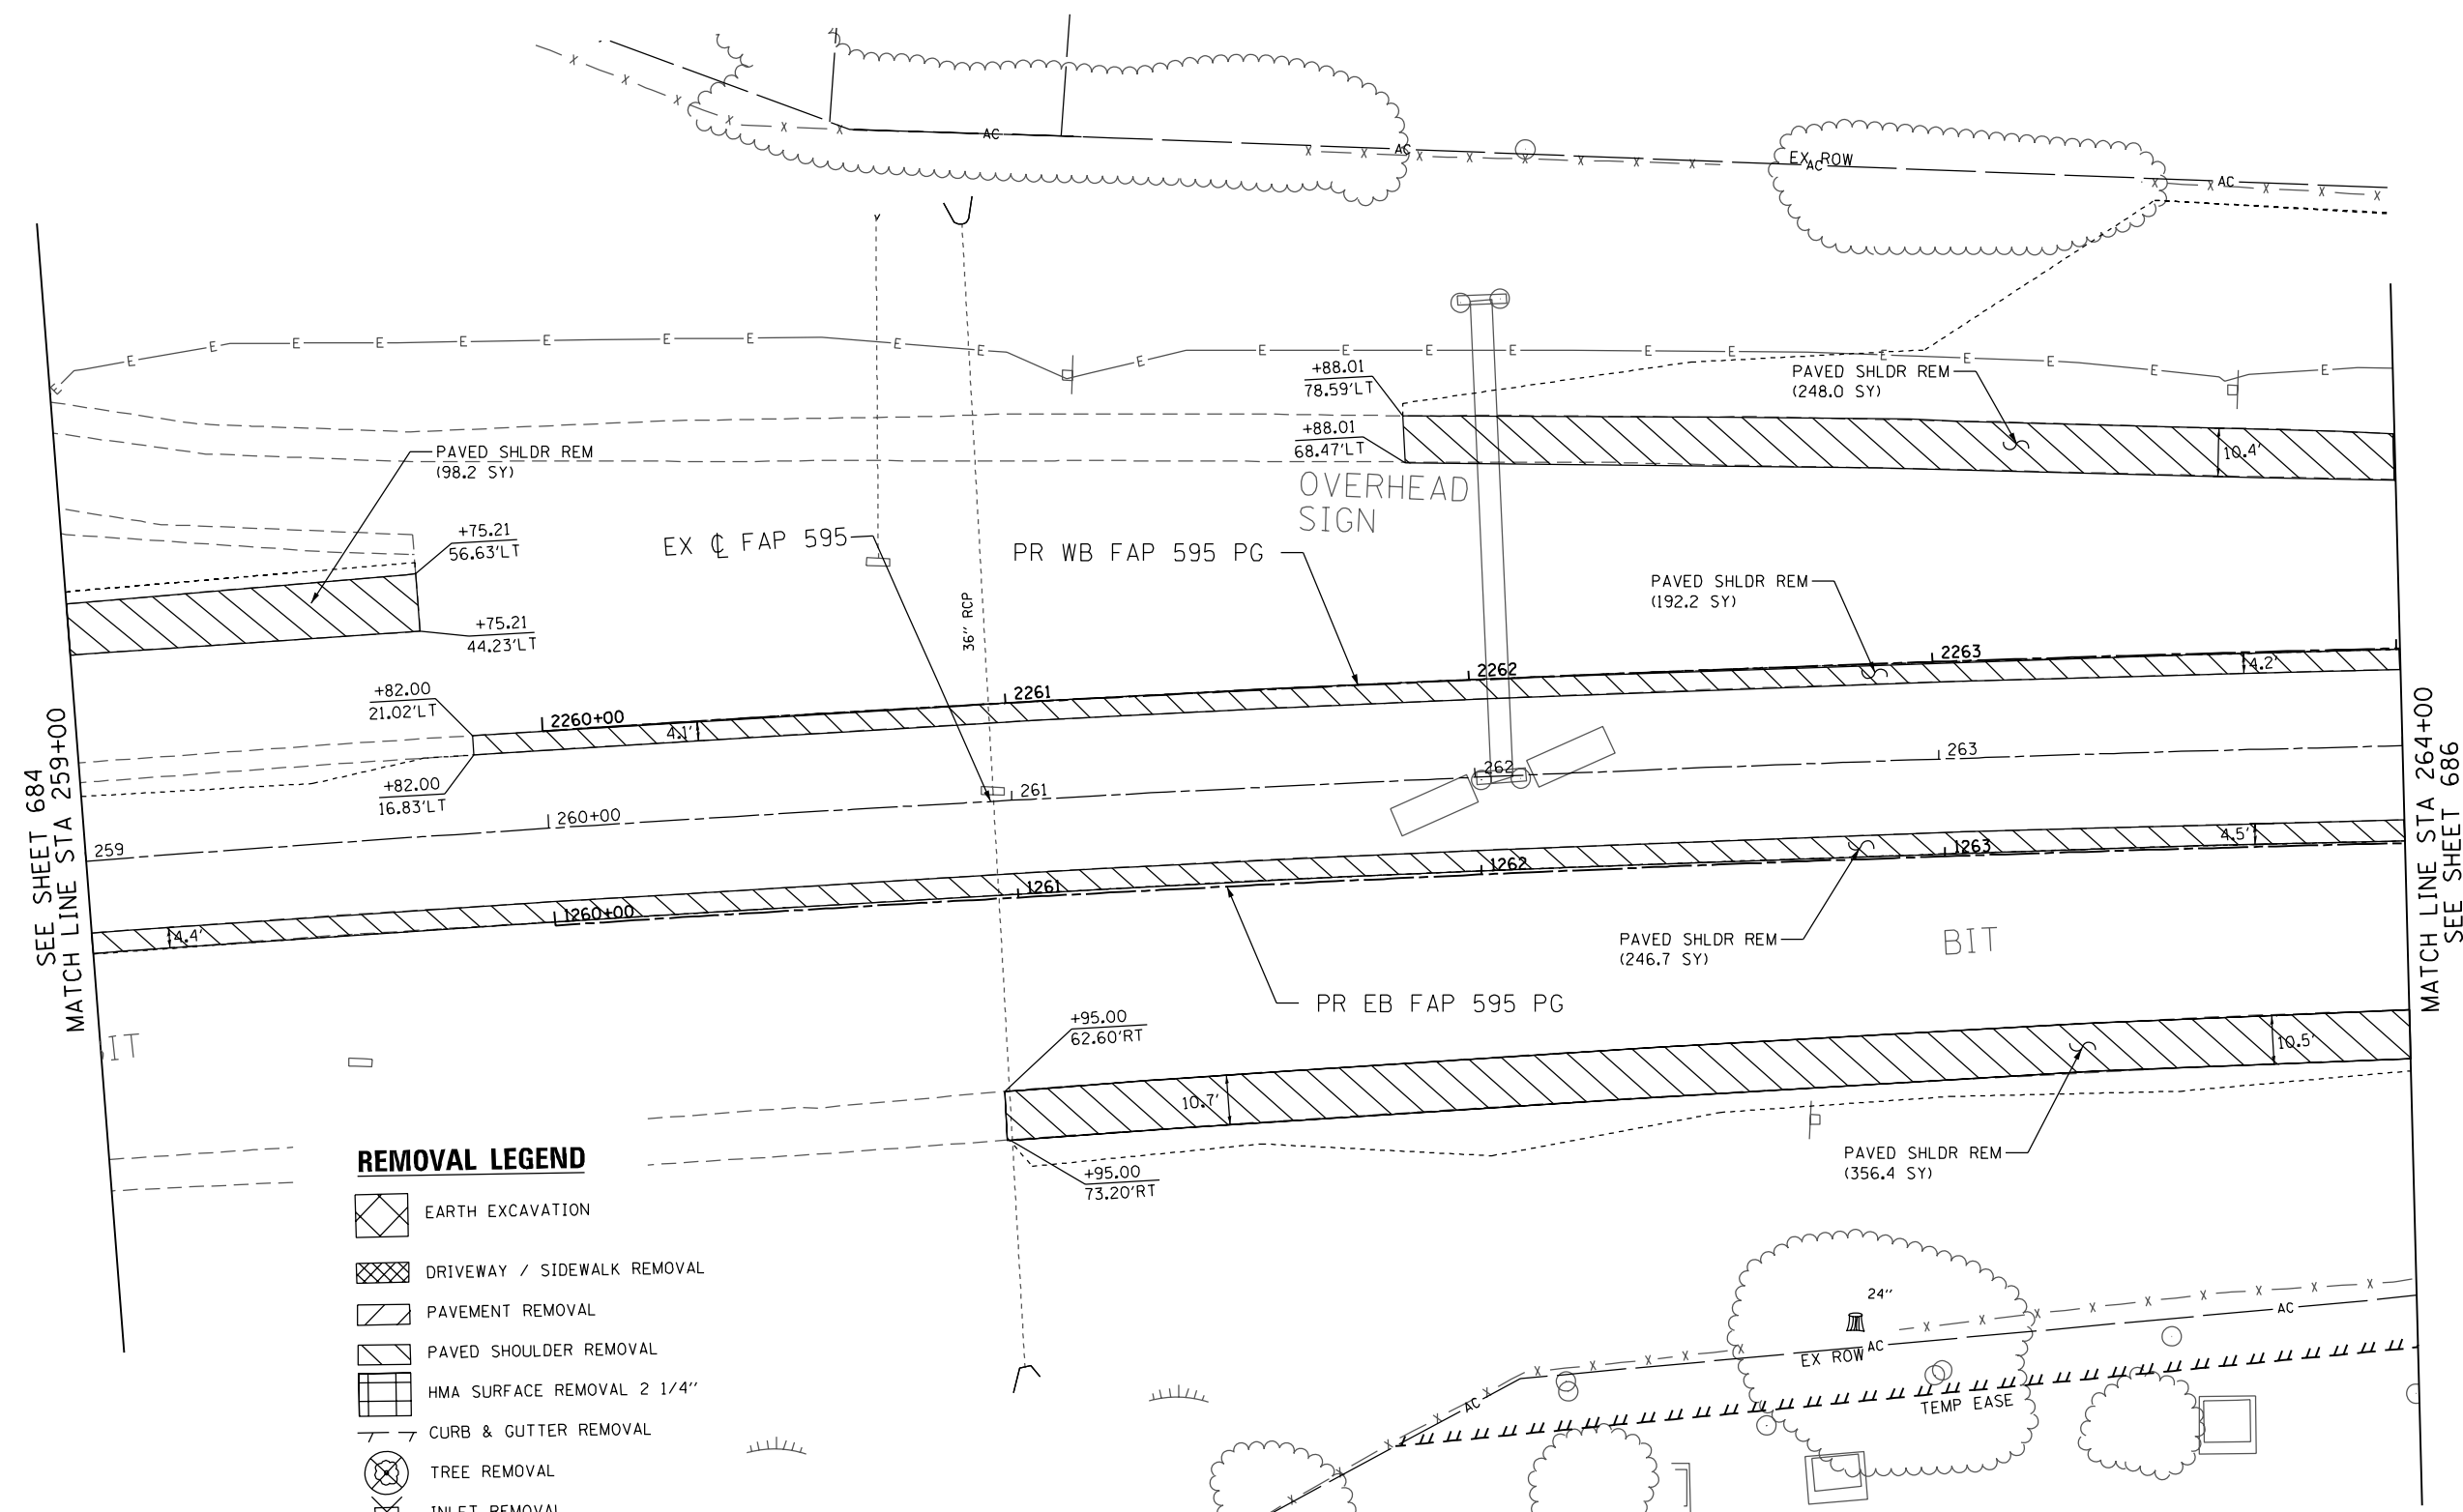 AC
AC
EX ROW
AC
AC
+88.01
78.59'LT
PAVED SHLDR REM
(248.0 SY)
+88.01
68.47'LT
10.4'
PAVED SHLDR REM
(98.2 SY)
OVERHEAD
SIGN
+75.21
56.63'LT
EX ℄ FAP 595
PR WB FAP 595 PG
PAVED SHLDR REM
(192.2 SY)
36" RCP
+75.21
44.23'LT
2263
2262
4.2'
+82.00
21.02'LT
2261
2260+00
4.1'
SEE SHEET 684
MATCH LINE STA 259+00
MATCH LINE STA 264+00
SEE SHEET 686
263
262
+82.00
16.83'LT
261
260+00
259
4.5'
1263
1262
1261
1260+00
4.4'
PAVED SHLDR REM
(246.7 SY)
BIT
PR EB FAP 595 PG
+95.00
62.60'RT
BIT
10.5'
10.7'
PAVED SHLDR REM
(356.4 SY)
+95.00
73.20'RT
REMOVAL LEGEND
EARTH EXCAVATION
DRIVEWAY / SIDEWALK REMOVAL
PAVEMENT REMOVAL
PAVED SHOULDER REMOVAL
HMA SURFACE REMOVAL 2 1/4"
CURB & GUTTER REMOVAL
TREE REMOVAL
INLET REMOVAL
24"
AC
EX ROW
AC
AC
TEMP EASE
E E E E E E E E E E E E E E E E E E E E E
X X X X X X X X X X X X X X X X X X
X X X X X X X X X X X X X X X X X